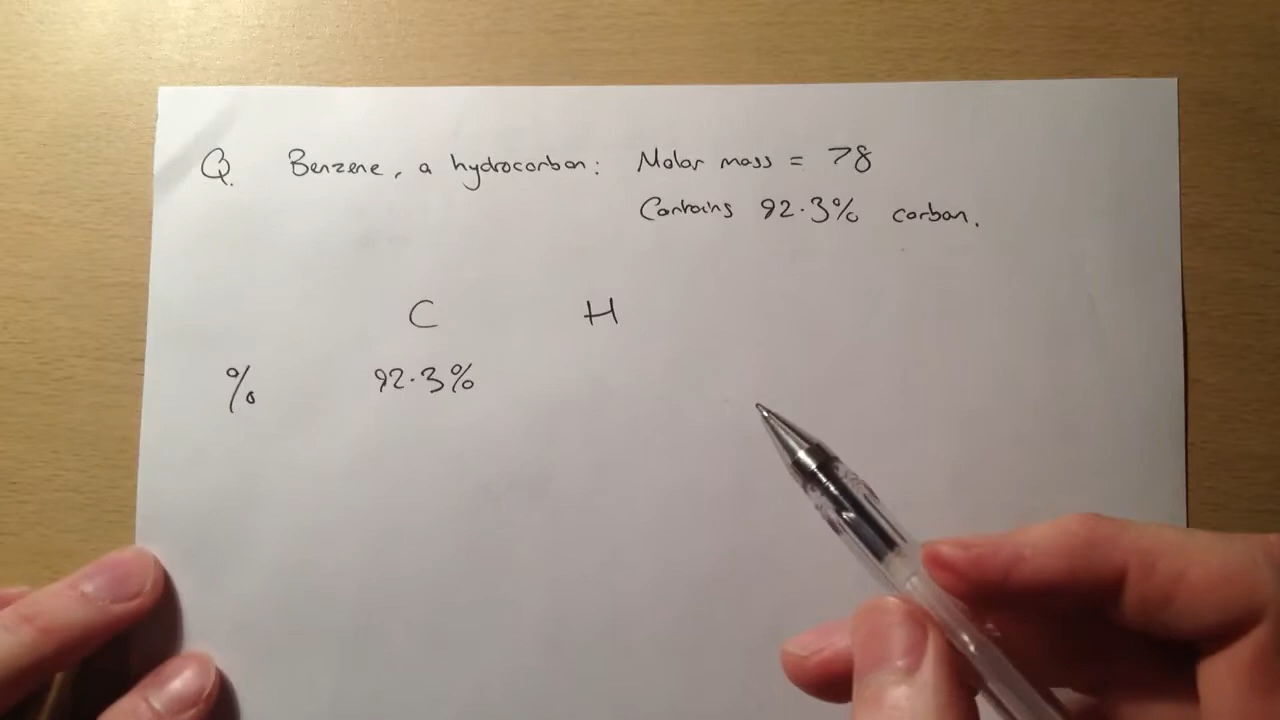 Q. Benzene, a hydrocarbon: Molar mass = 78
Contains 92.3% carbon.
C H
% 92.3%